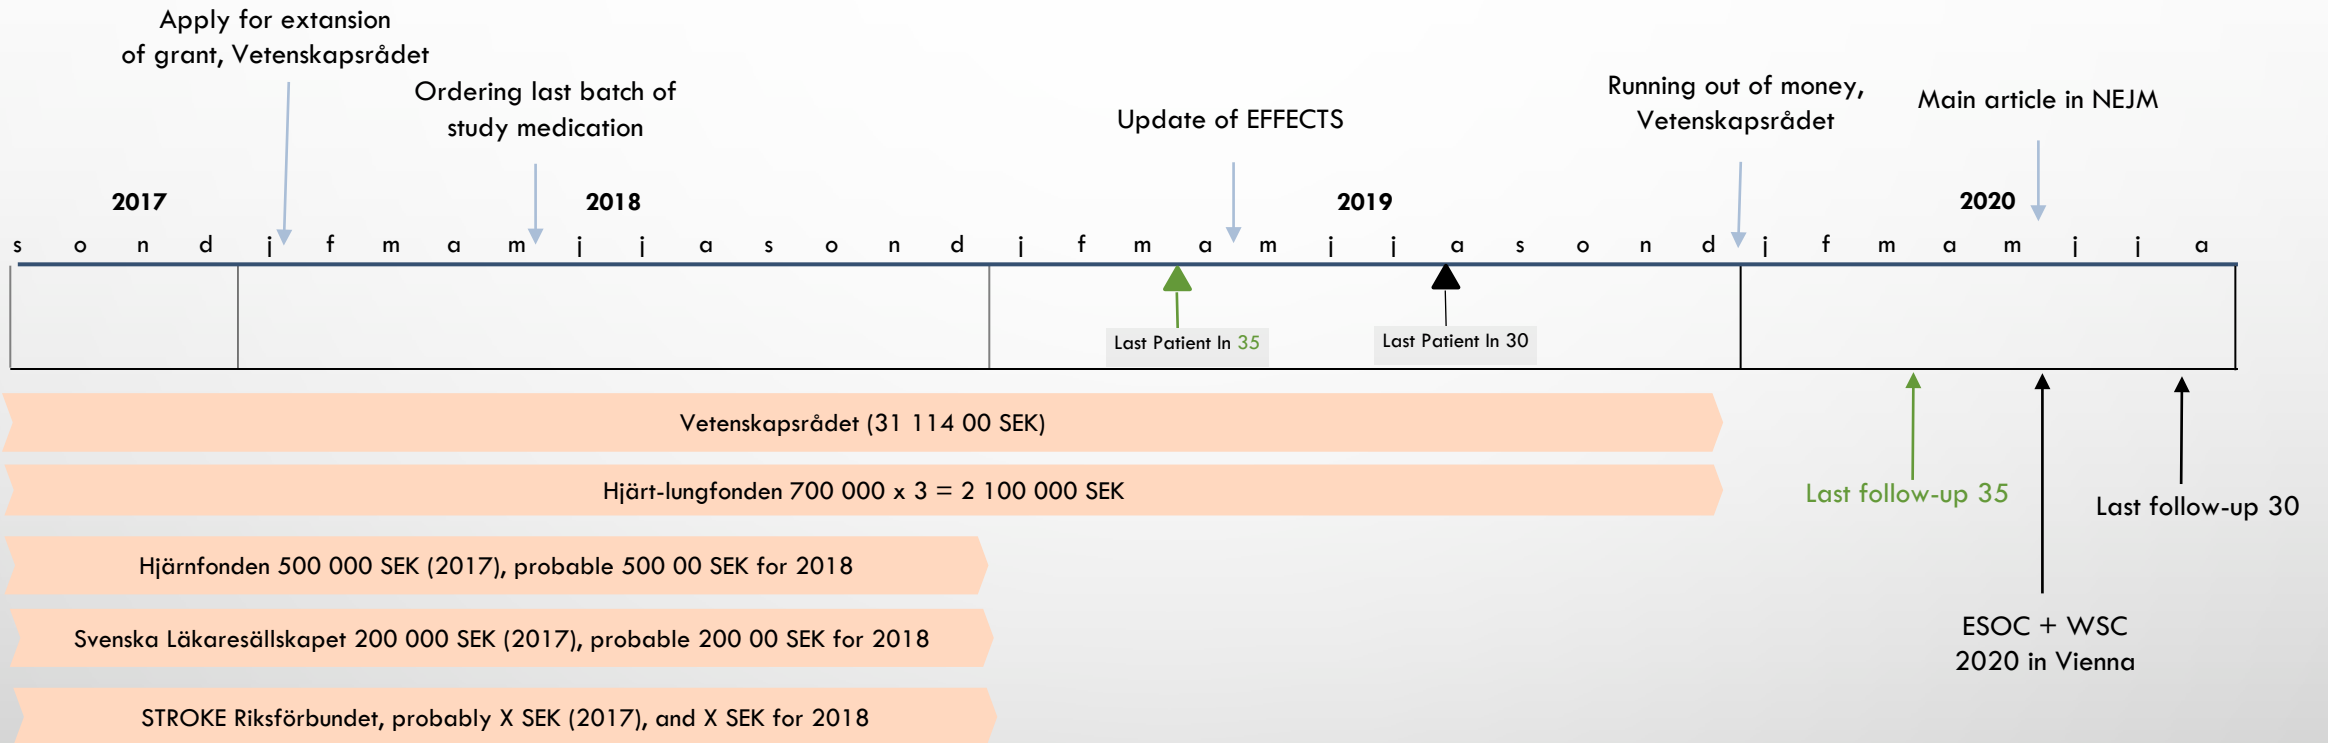 Apply for extansion
of grant, Vetenskapsrådet
Ordering last batch of
study medication
Update of EFFECTS
Running out of money,
Vetenskapsrådet
Main article in NEJM
2017 2018 2019 2020
s o n d j f m a m j j a s o n d j f m a m j j a s o n d j f m a m j j a
Last Patient In 35
Last Patient In 30
Vetenskapsrådet (31 114 00 SEK)
Hjärt-lungfonden 700 000 x 3 = 2 100 000 SEK
Hjärnfonden 500 000 SEK (2017), probable 500 00 SEK for 2018
Svenska Läkaresällskapet 200 000 SEK (2017), probable 200 00 SEK for 2018
STROKE Riksförbundet, probably X SEK (2017), and X SEK for 2018
Last follow-up 35
Last follow-up 30
ESOC + WSC
2020 in Vienna